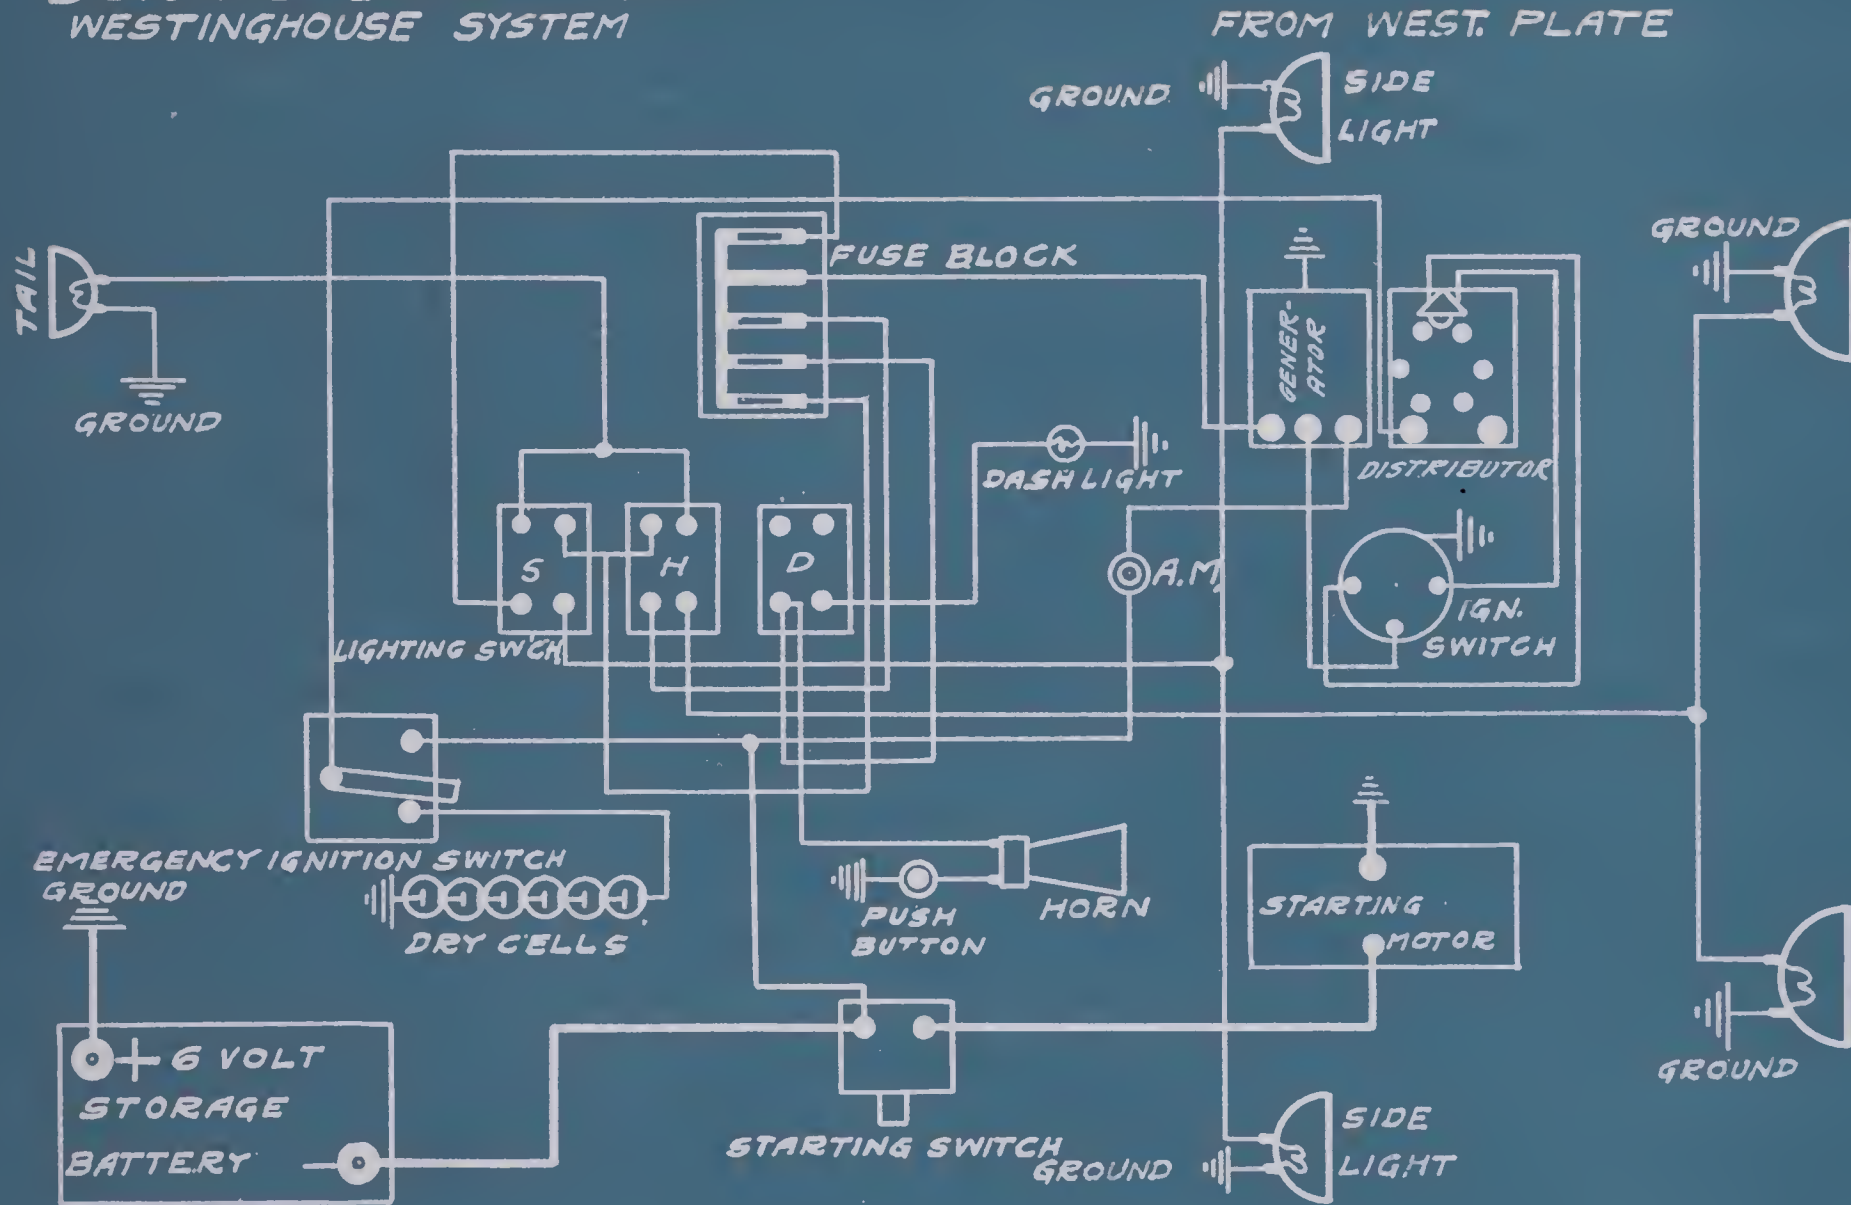 WESTINGHOUSE SYSTEM
FROM WEST. PLATE
GROUND
SIDE
LIGHT
TAIL
GROUND
FUSE BLOCK
GROUND
GENER-
ATOR
DISTRIBUTOR
DASH LIGHT
S
H
D
A.M.
IGN.
SWITCH
LIGHTING SWCH
EMERGENCY IGNITION SWITCH
GROUND
DRY CELLS
PUSH
BUTTON
HORN
STARTING
MOTOR
+ 6 VOLT
STORAGE
BATTERY -
STARTING SWITCH
GROUND
SIDE
LIGHT
GROUND